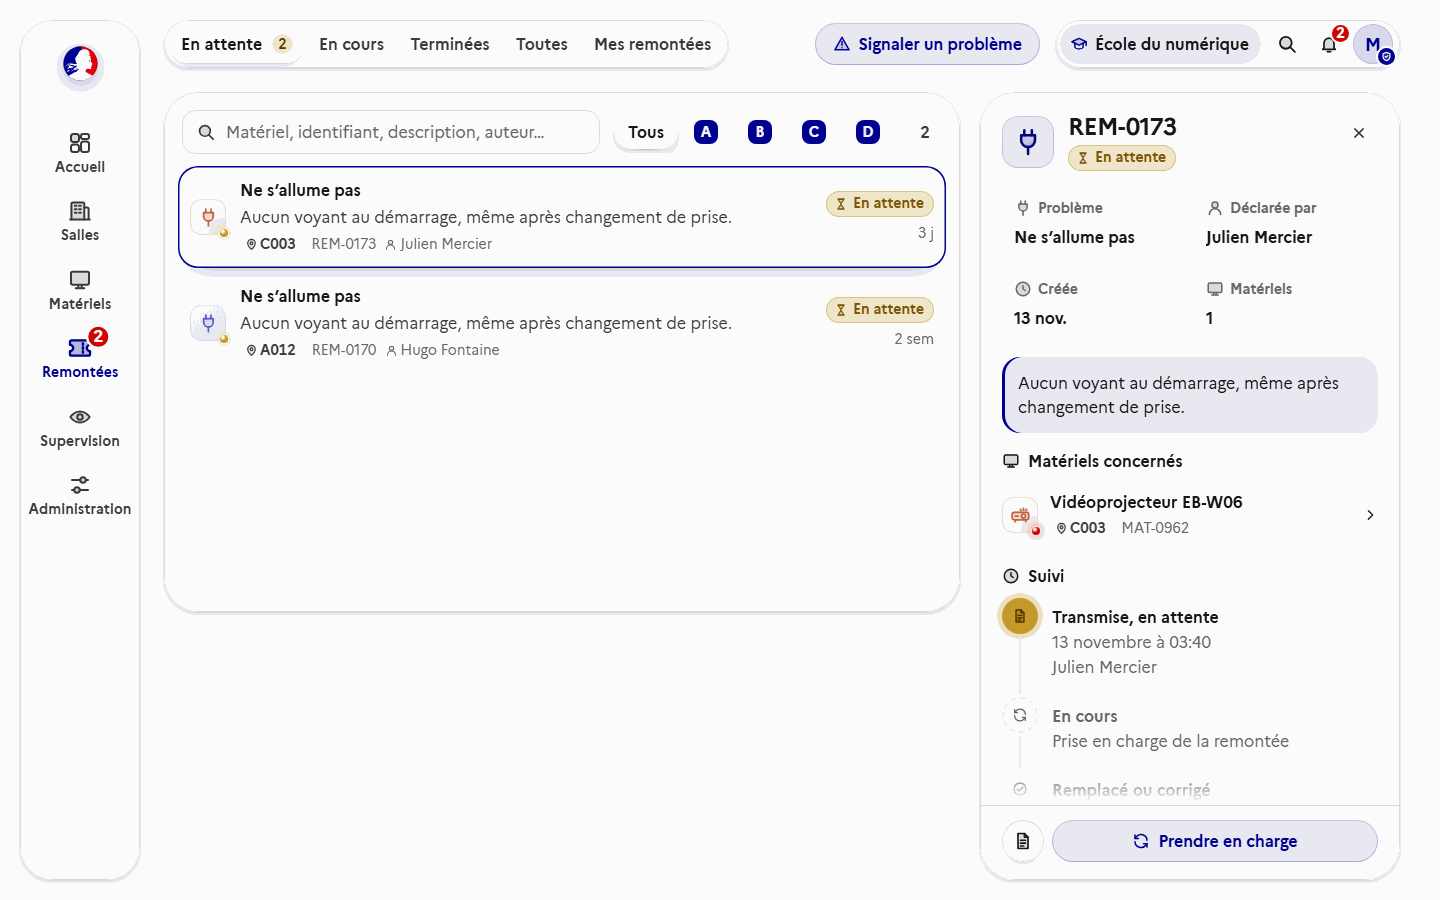 En attente 2 En cours Terminées Toutes Mes remontées
Signaler un problème
École du numérique
2
M
Accueil
Salles
Matériels
2
Remontées
Supervision
Administration
Matériel, identifiant, description, auteur...
Tous A B C D 2
Ne s’allume pas
Aucun voyant au démarrage, même après changement de prise.
C003 REM-0173 Julien Mercier
En attente
3 j
Ne s’allume pas
Aucun voyant au démarrage, même après changement de prise.
A012 REM-0170 Hugo Fontaine
En attente
2 sem
REM-0173
En attente
Problème
Ne s’allume pas
Déclarée par
Julien Mercier
Créée
13 nov.
Matériels
1
Aucun voyant au démarrage, même après
changement de prise.
Matériels concernés
Vidéoprojecteur EB-W06
C003 MAT-0962
Suivi
Transmise, en attente
13 novembre à 03:40
Julien Mercier
En cours
Prise en charge de la remontée
Remplacé ou corrigé
Prendre en charge